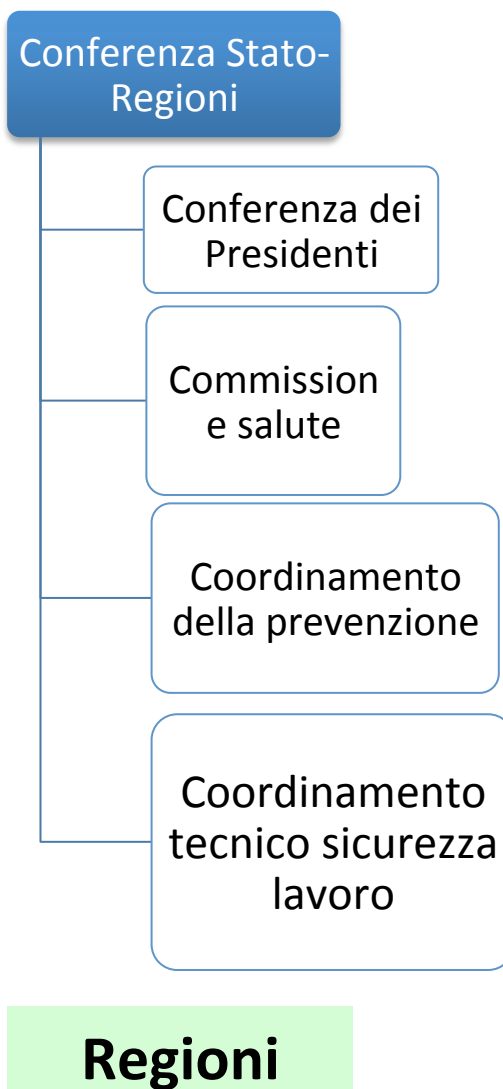 Conferenza Stato-
Regioni
Conferenza dei
Presidenti
Commission
e salute
Coordinamento
della prevenzione
Coordinamento
tecnico sicurezza
lavoro
Regioni